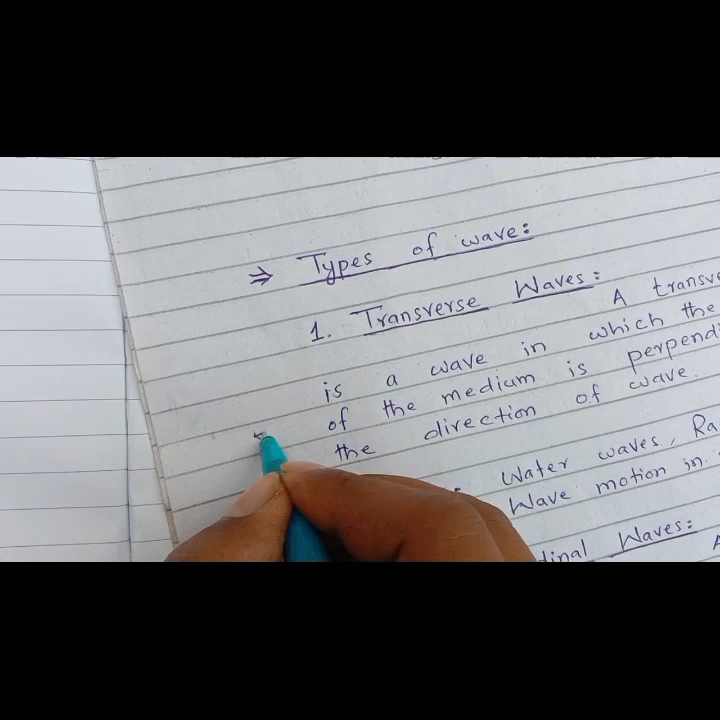 ⇒ Types of wave:
1. Transverse Waves:
A transve
is a wave in which the
of the medium is perpendi
the direction of wave.
: Water waves, Ra
Wave motion in
dinal Waves: